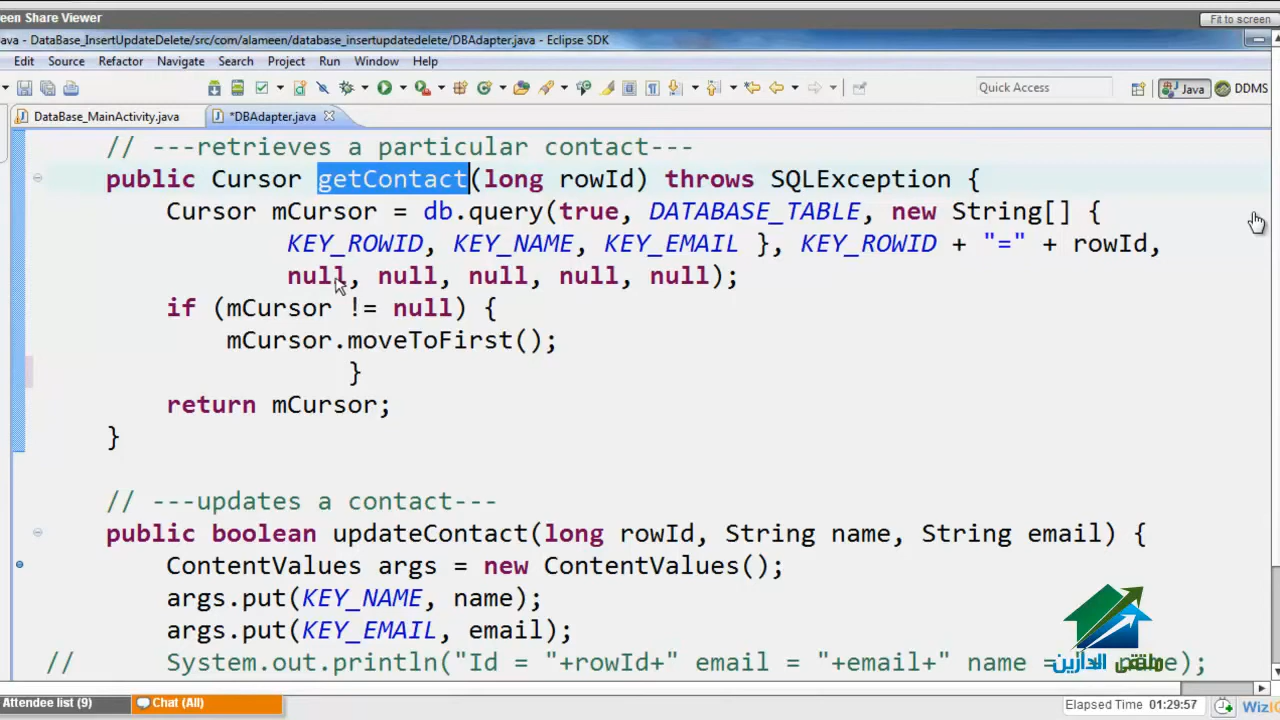 een Share Viewer
Fit to screen
ava - DataBase_InsertUpdateDelete/src/com/alameen/database_insertupdatedelete/DBAdapter.java - Eclipse SDK
Edit Source Refactor Navigate Search Project Run Window Help
Quick Access
Java
DDMS
DataBase_MainActivity.java
*DBAdapter.java
// ---retrieves a particular contact---
public Cursor getContact(long rowId) throws SQLException {
Cursor mCursor = db.query(true, DATABASE_TABLE, new String[] {
KEY_ROWID, KEY_NAME, KEY_EMAIL }, KEY_ROWID + "=" + rowId,
null, null, null, null, null);
if (mCursor != null) {
mCursor.moveToFirst();
}
return mCursor;
}
// ---updates a contact---
public boolean updateContact(long rowId, String name, String email) {
ContentValues args = new ContentValues();
args.put(KEY_NAME, name);
args.put(KEY_EMAIL, email);
// System.out.println("Id = "+rowId+" email = "+email+" name = name);
ملتقى الدارين
Attendee list (9)
Chat (All)
Elapsed Time 01:29:57
WizIQ